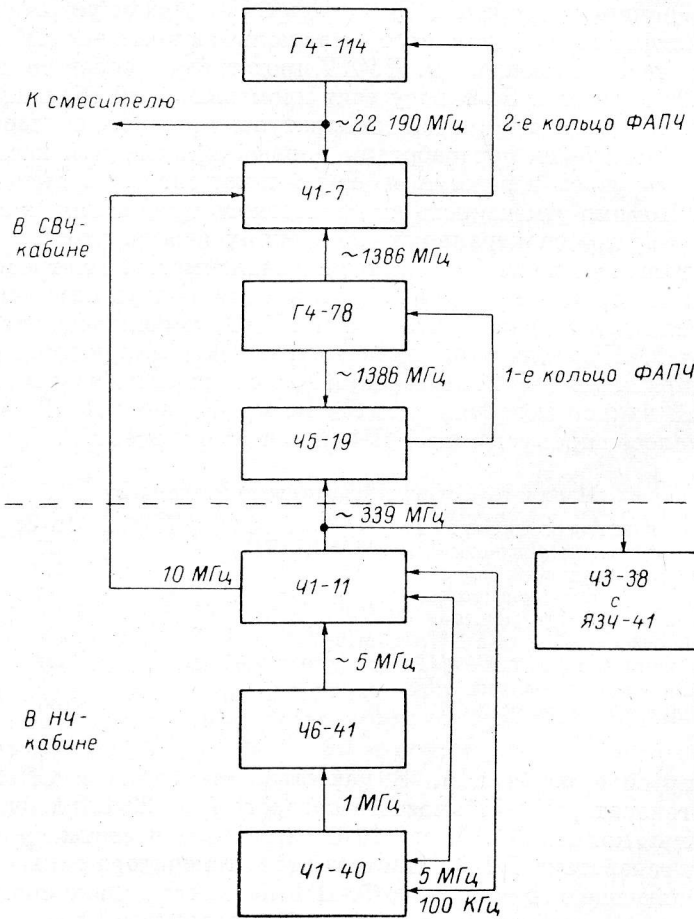 Г4-114
К смесителю
~22 190 МГц
2-е кольцо ФАПЧ
Ч1-7
В СВЧ-
кабине
~1386 МГц
Г4-78
~1386 МГц
1-е кольцо ФАПЧ
Ч5-19
~339 МГц
10 МГц
Ч1-11
Ч3-38
с
ЯЗЧ-41
~5 МГц
В НЧ-
кабине
Ч6-41
1 МГц
Ч1-40
5 МГц
100 КГц